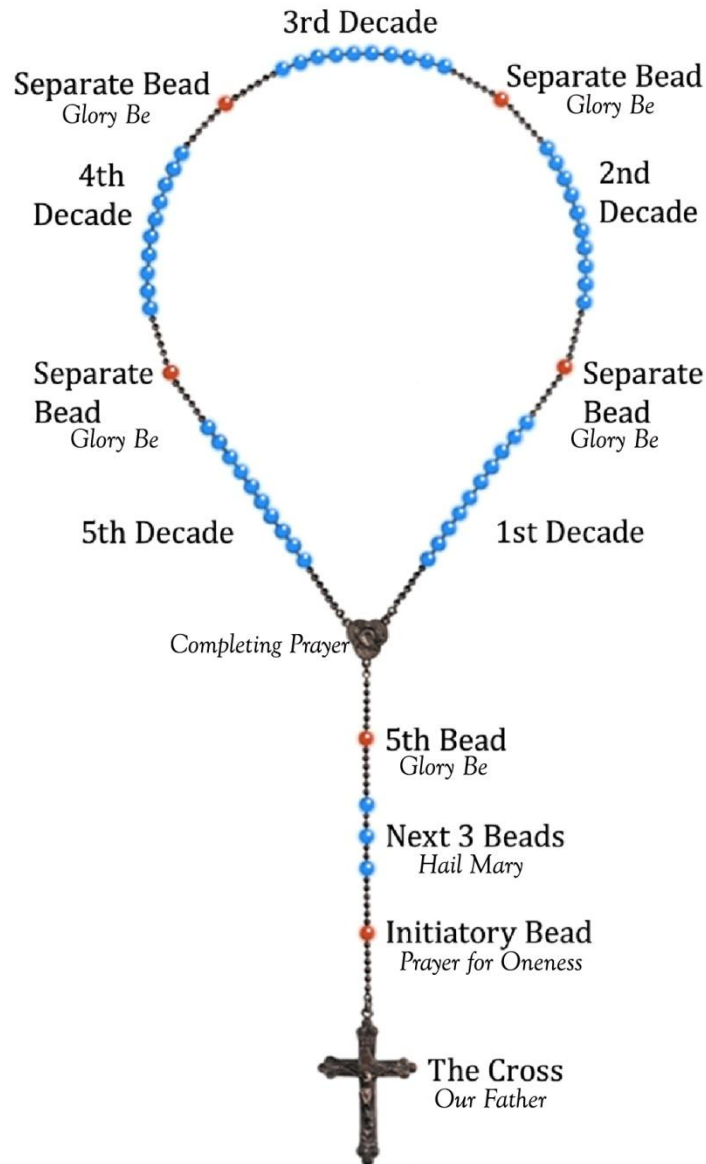 3rd Decade
Separate Bead
Glory Be
Separate Bead
Glory Be
4th
Decade
2nd
Decade
Separate
Bead
Glory Be
Separate
Bead
Glory Be
5th Decade
1st Decade
Completing Prayer
5th Bead
Glory Be
Next 3 Beads
Hail Mary
Initiatory Bead
Prayer for Oneness
The Cross
Our Father